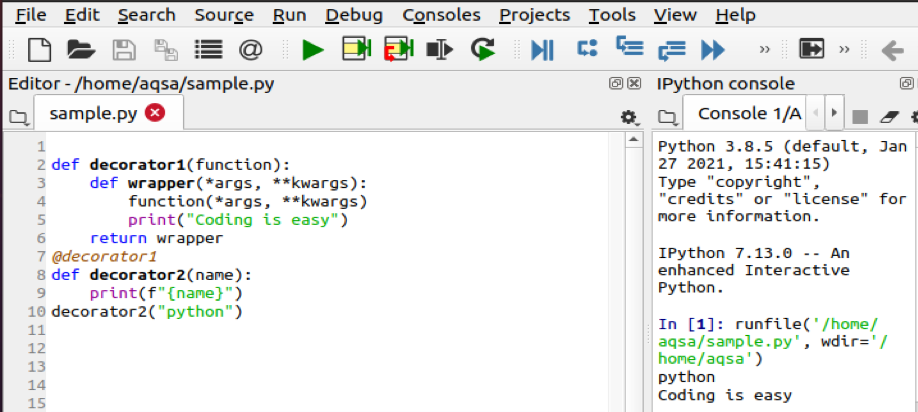 File Edit Search Source Run Debug Consoles Projects Tools View Help
@ » »
Editor - /home/aqsa/sample.py
sample.py
1
2 def decorator1(function):
3     def wrapper(*args, **kwargs):
4         function(*args, **kwargs)
5         print("Coding is easy")
6     return wrapper
7 @decorator1
8 def decorator2(name):
9     print(f"{name}")
10 decorator2("python")
11
12
13
14
15
IPython console
Console 1/A
Python 3.8.5 (default, Jan
27 2021, 15:41:15)
Type "copyright",
"credits" or "license" for
more information.
IPython 7.13.0 -- An
enhanced Interactive
Python.
In [1]: runfile('/home/
aqsa/sample.py', wdir='/
home/aqsa')
python
Coding is easy